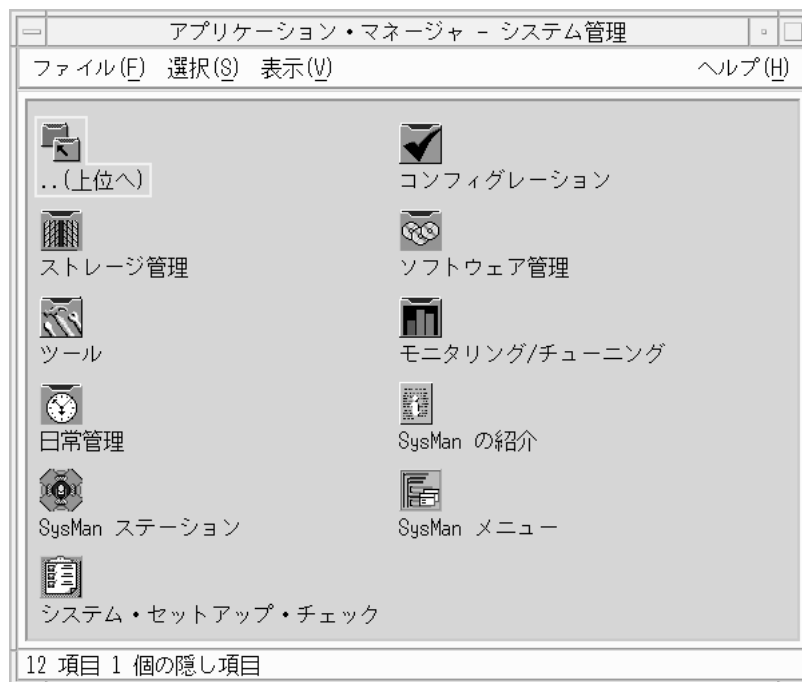 アプリケーション・マネージャ - システム管理
ファイル(F) 選択(S) 表示(V) ヘルプ(H)
..(上位へ) コンフィグレーション
ストレージ管理 ソフトウェア管理
ツール モニタリング/チューニング
日常管理 SysMan の紹介
SysMan ステーション SysMan メニュー
システム・セットアップ・チェック
12 項目 1 個の隠し項目